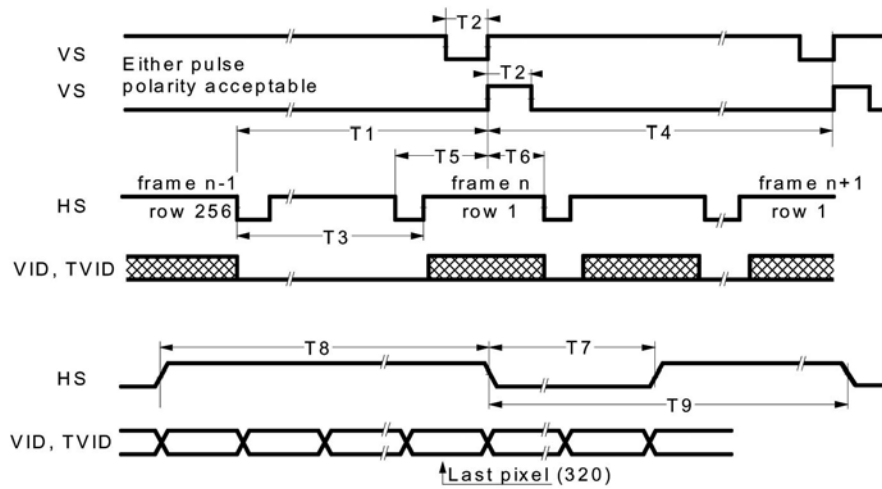 T2
VS
Either pulse
polarity acceptable
T2
VS
T1
T4
T5
T6
frame n-1
frame n
frame n+1
HS
row 256
row 1
row 1
T3
VID, TVID
T8
T7
HS
T9
VID, TVID
Last pixel (320)